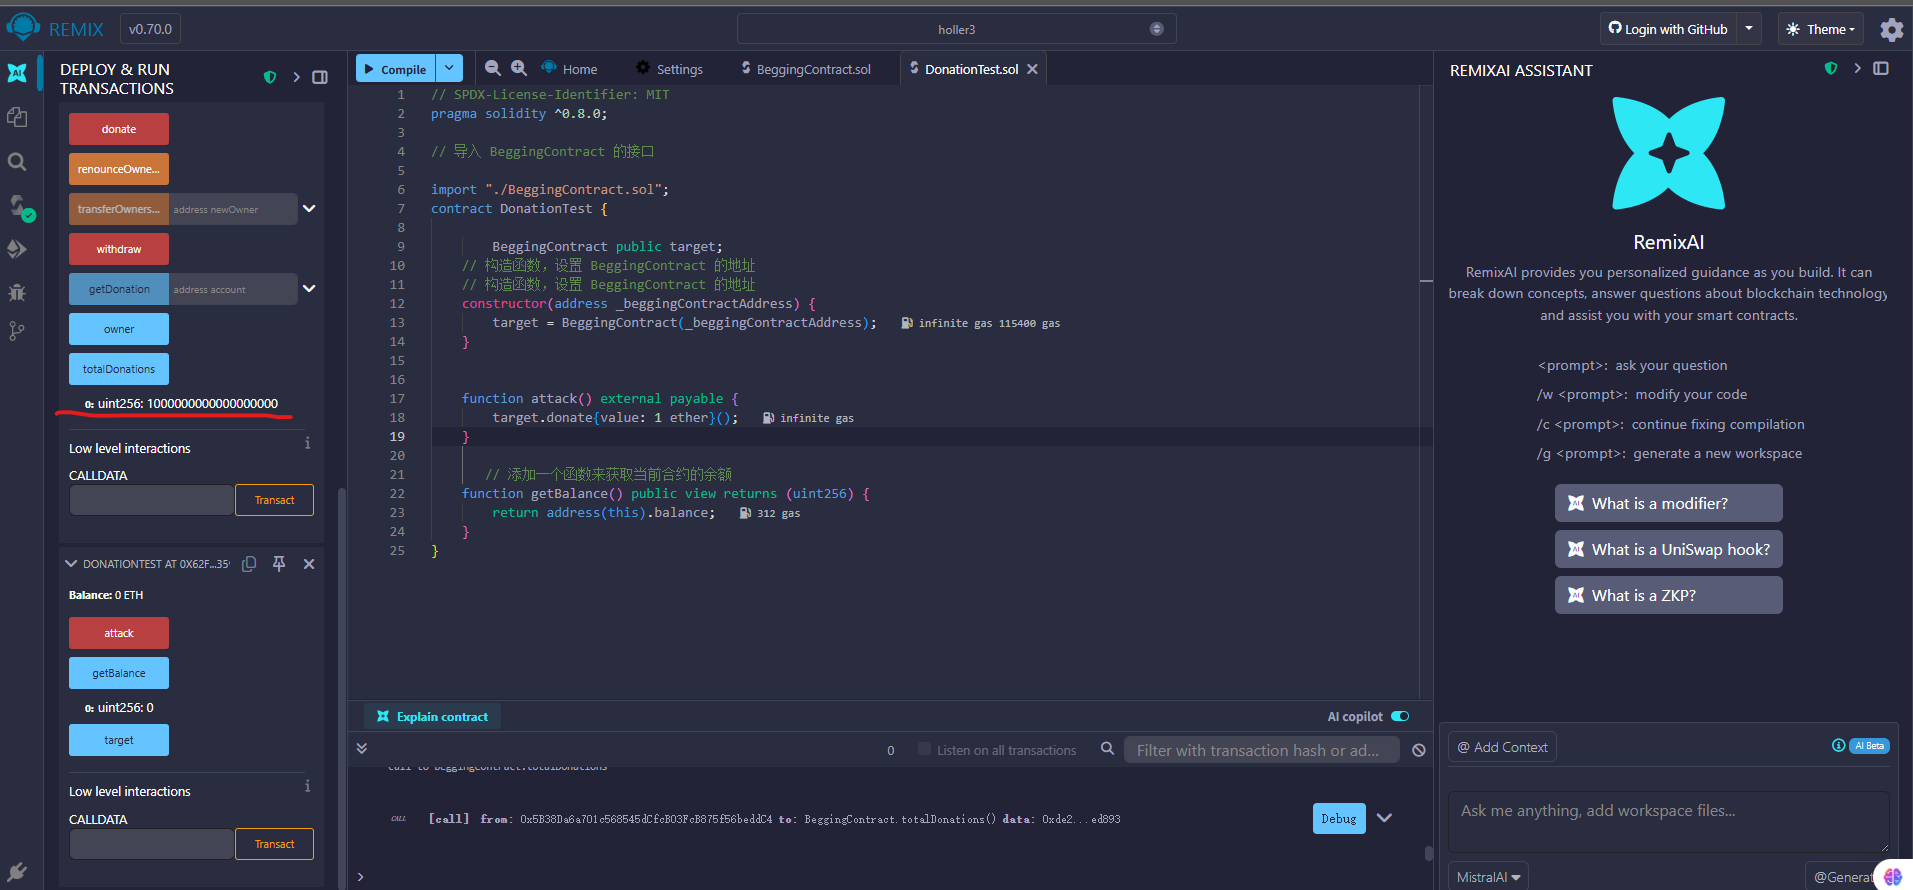 REMIX
v0.70.0
holler3
Login with GitHub
Theme
DEPLOY & RUN
TRANSACTIONS
donate
renounceOwne...
transferOwners...
address newOwner
withdraw
getDonation
address account
owner
totalDonations
0: uint256: 1000000000000000000
Low level interactions
i
CALLDATA
Transact
DONATIONTEST AT 0X62F...35
Balance: 0 ETH
attack
getBalance
0: uint256: 0
target
Low level interactions
i
CALLDATA
Transact
Compile
Home
Settings
BeggingContract.sol
DonationTest.sol
1 // SPDX-License-Identifier: MIT
2 pragma solidity ^0.8.0;
3
4 // 导入 BeggingContract 的接口
5
6 import "./BeggingContract.sol";
7 contract DonationTest {
8
9 BeggingContract public target;
10 // 构造函数，设置 BeggingContract 的地址
11 // 构造函数，设置 BeggingContract 的地址
12 constructor(address _beggingContractAddress) {
13 target = BeggingContract(_beggingContractAddress); infinite gas 115400 gas
14 }
15
16
17 function attack() external payable {
18 target.donate{value: 1 ether}(); infinite gas
19 }
20
21 // 添加一个函数来获取当前合约的余额
22 function getBalance() public view returns (uint256) {
23 return address(this).balance; 312 gas
24 }
25 }
Explain contract
AI copilot
0
Listen on all transactions
Filter with transaction hash or ad...
call to BeggingContract.totalDonations
CALL
[call] from: 0x5B38Da6a701c568545dCfcB03FcB875f56beddC4 to: BeggingContract.totalDonations() data: 0xde2...ed893
Debug
>
REMIXAI ASSISTANT
RemixAI
RemixAI provides you personalized guidance as you build. It can
break down concepts, answer questions about blockchain technology
and assist you with your smart contracts.
<prompt>: ask your question
/w <prompt>: modify your code
/c <prompt>: continue fixing compilation
/g <prompt>: generate a new workspace
What is a modifier?
What is a UniSwap hook?
What is a ZKP?
@ Add Context
AI Beta
Ask me anything, add workspace files...
MistralAI
@Generat